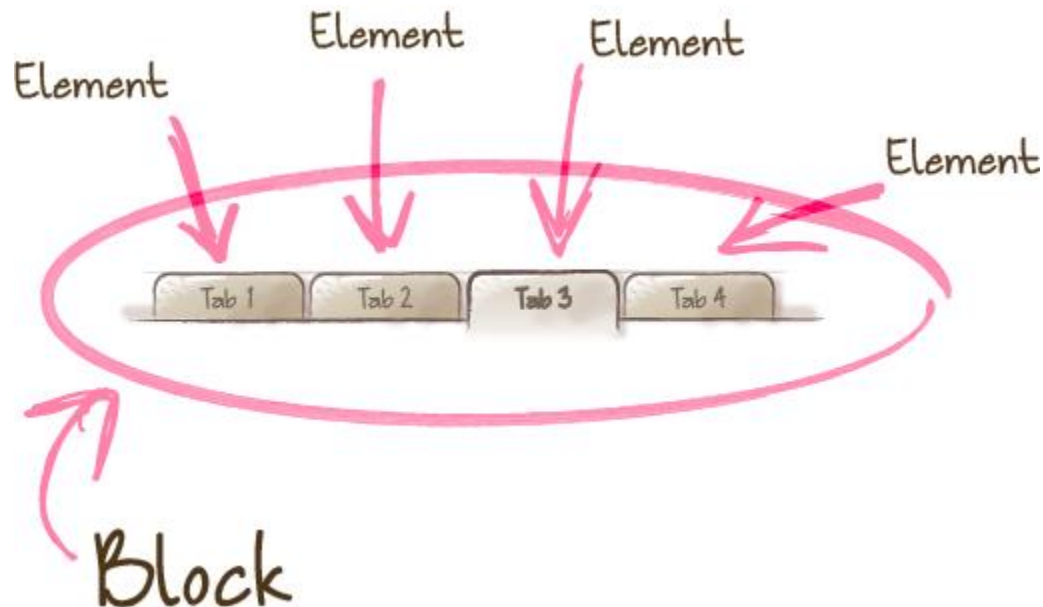 Element
Element
Element
Element
Tab 1
Tab 2
Tab 3
Tab 4
Block